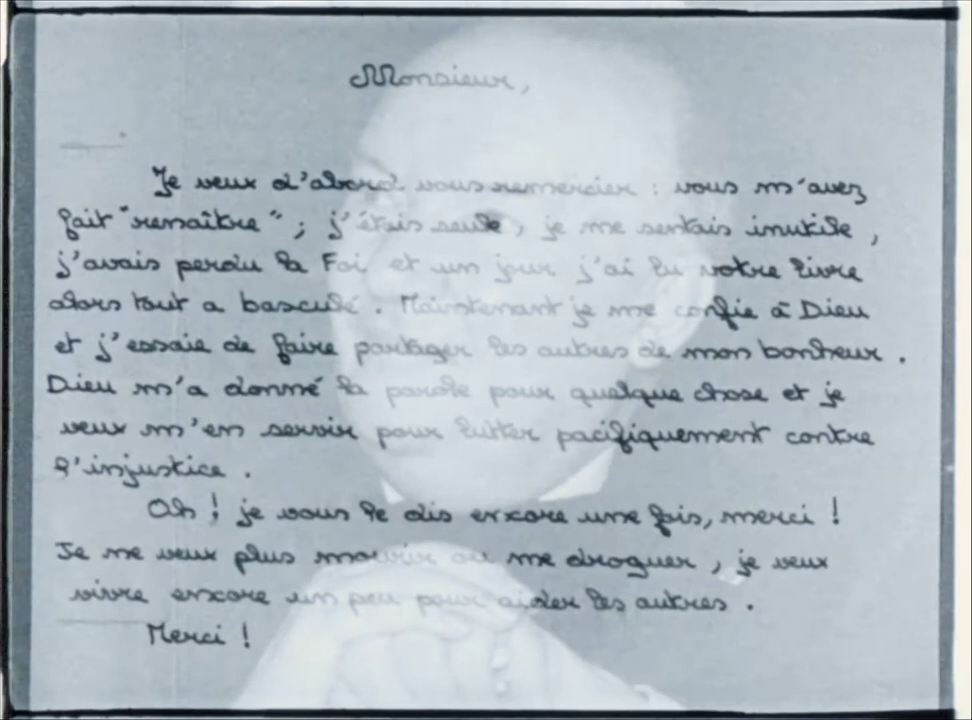 Monsieur,
Je veux d'abord vous remercier : vous m'avez
fait "renaître" ; j'étais seule, je me sentais inutile,
j'avais perdu la Foi et un jour j'ai lu votre livre
alors tout a basculé. Maintenant je me confie à Dieu
et j'essaie de faire partager les autres de mon bonheur.
Dieu m'a donné la parole pour quelque chose et je
veux m'en servir pour lutter pacifiquement contre
l'injustice.
Oh ! je vous le dis encore une fois, merci !
Je ne veux plus mourir ou me droguer, je veux
vivre encore un peu pour aider les autres.
Merci !